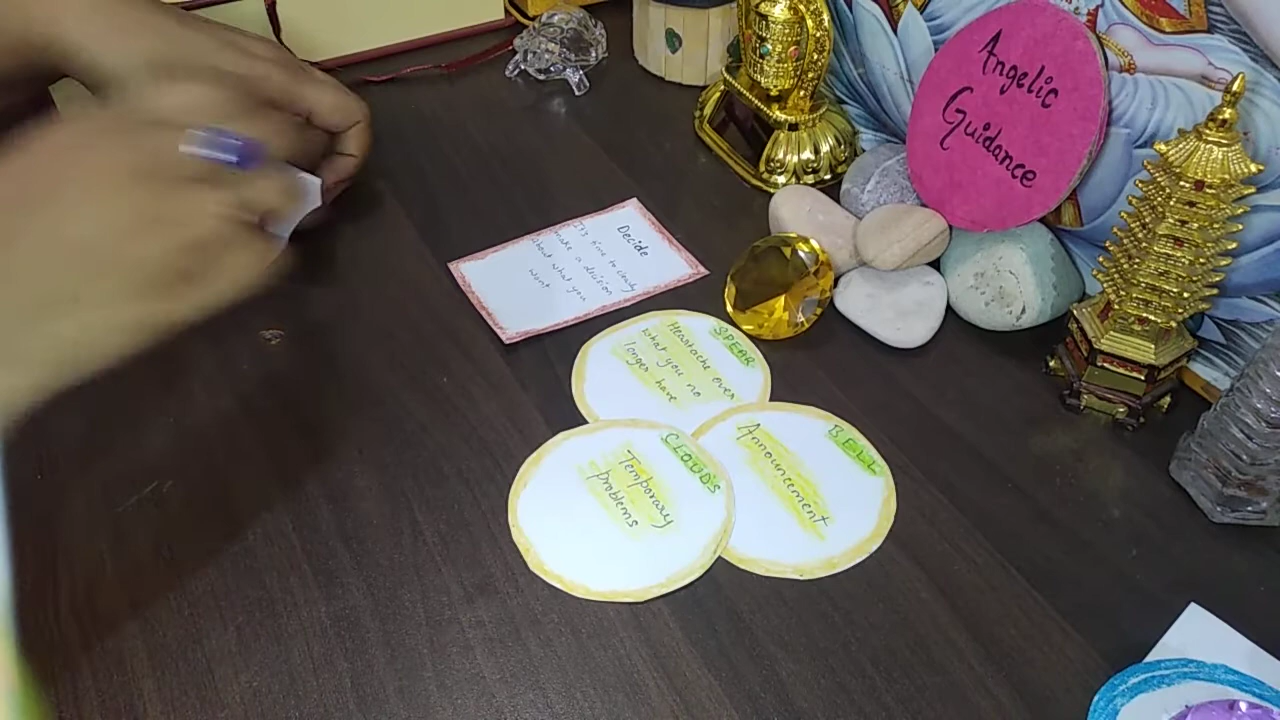 Angelic
Guidance
Decide
It's time to clearly
make a decision
about what you
want
SPEAR
Heartache over
what you no
longer have
CLOUDS
Temporary
problems
BELL
Announcement